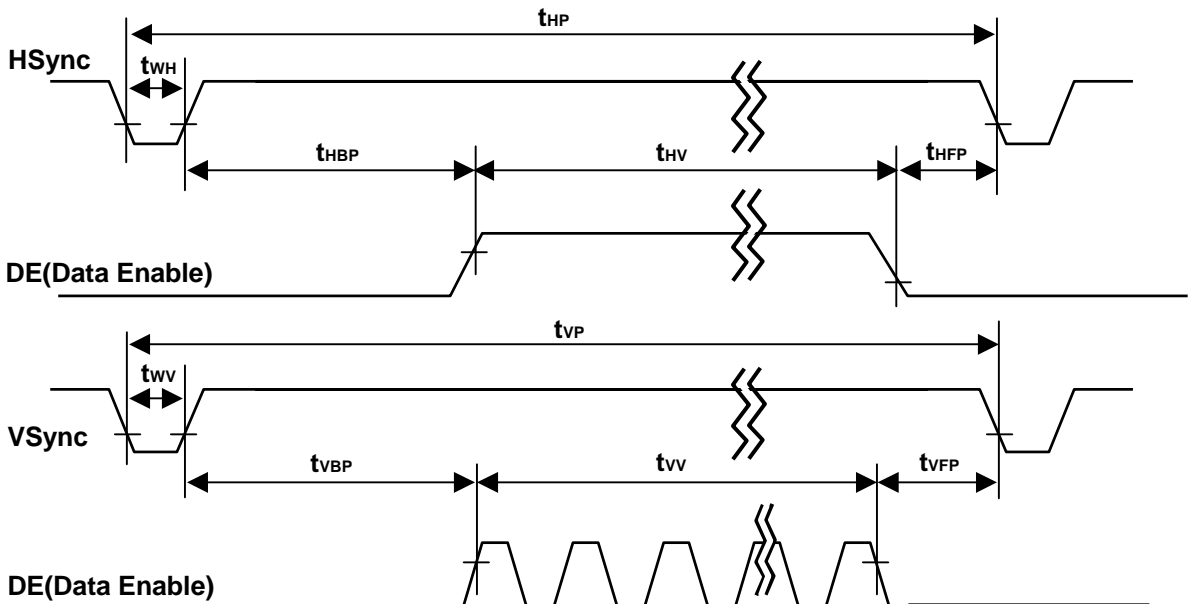 tHP
HSync
tWH
tHBP
tHV
tHFP
DE(Data Enable)
tVP
tWV
VSync
tVBP
tVV
tVFP
DE(Data Enable)